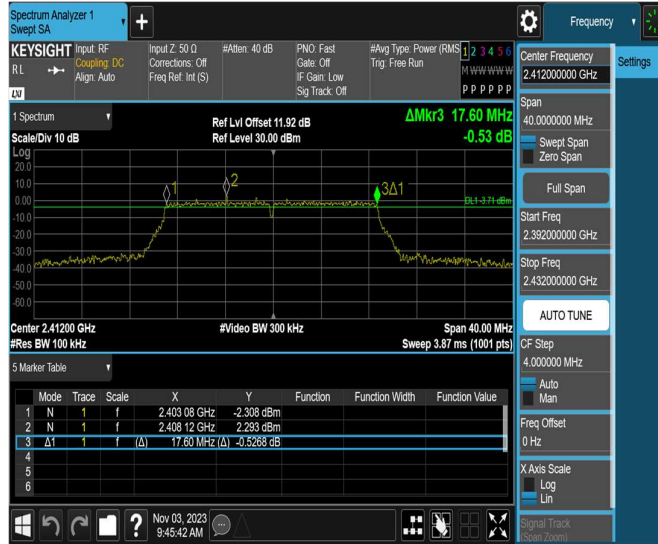 Spectrum Analyzer 1
Swept SA
+
Frequency
KEYSIGHT
RL
LXI
Input: RF
Coupling: DC
Align: Auto
Input Z: 50 Ω
Corrections: Off
Freq Ref: Int (S)
#Atten: 40 dB
PNO: Fast
Gate: Off
IF Gain: Low
Sig Track: Off
#Avg Type: Power (RMS
Trig: Free Run
1 2 3 4 5 6
M W W W W W
P P P P P P
1 Spectrum
Scale/Div 10 dB
Ref Lvl Offset 11.92 dB
Ref Level 30.00 dBm
ΔMkr3 17.60 MHz
-0.53 dB
Log
20.0
10.0
0.00
-10.0
-20.0
-30.0
-40.0
-50.0
-60.0
1
2
3Δ1
DL1 -3.71 dBm
Center 2.41200 GHz
#Res BW 100 kHz
#Video BW 300 kHz
Span 40.00 MHz
Sweep 3.87 ms (1001 pts)
5 Marker Table
Mode Trace Scale X Y Function Function Width Function Value
1 N 1 f 2.403 08 GHz -2.308 dBm
2 N 1 f 2.408 12 GHz 2.293 dBm
3 Δ1 1 f (Δ) 17.60 MHz (Δ) -0.5268 dB
4
5
6
Nov 03, 2023
9:45:42 AM
Center Frequency
2.412000000 GHz
Settings
Span
40.0000000 MHz
Swept Span
Zero Span
Full Span
Start Freq
2.392000000 GHz
Stop Freq
2.432000000 GHz
AUTO TUNE
CF Step
4.000000 MHz
Auto
Man
Freq Offset
0 Hz
X Axis Scale
Log
Lin
Signal Track
(Span Zoom)